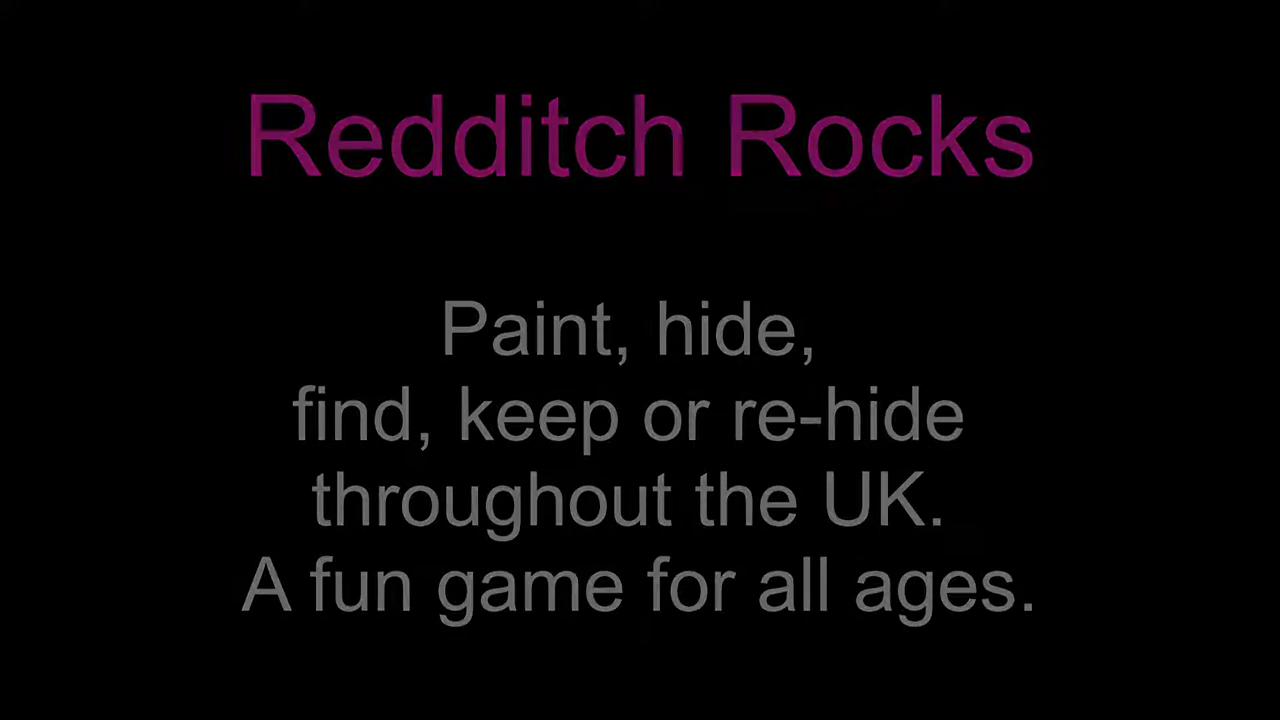 Redditch Rocks
Paint, hide,
find, keep or re-hide
throughout the UK.
A fun game for all ages.